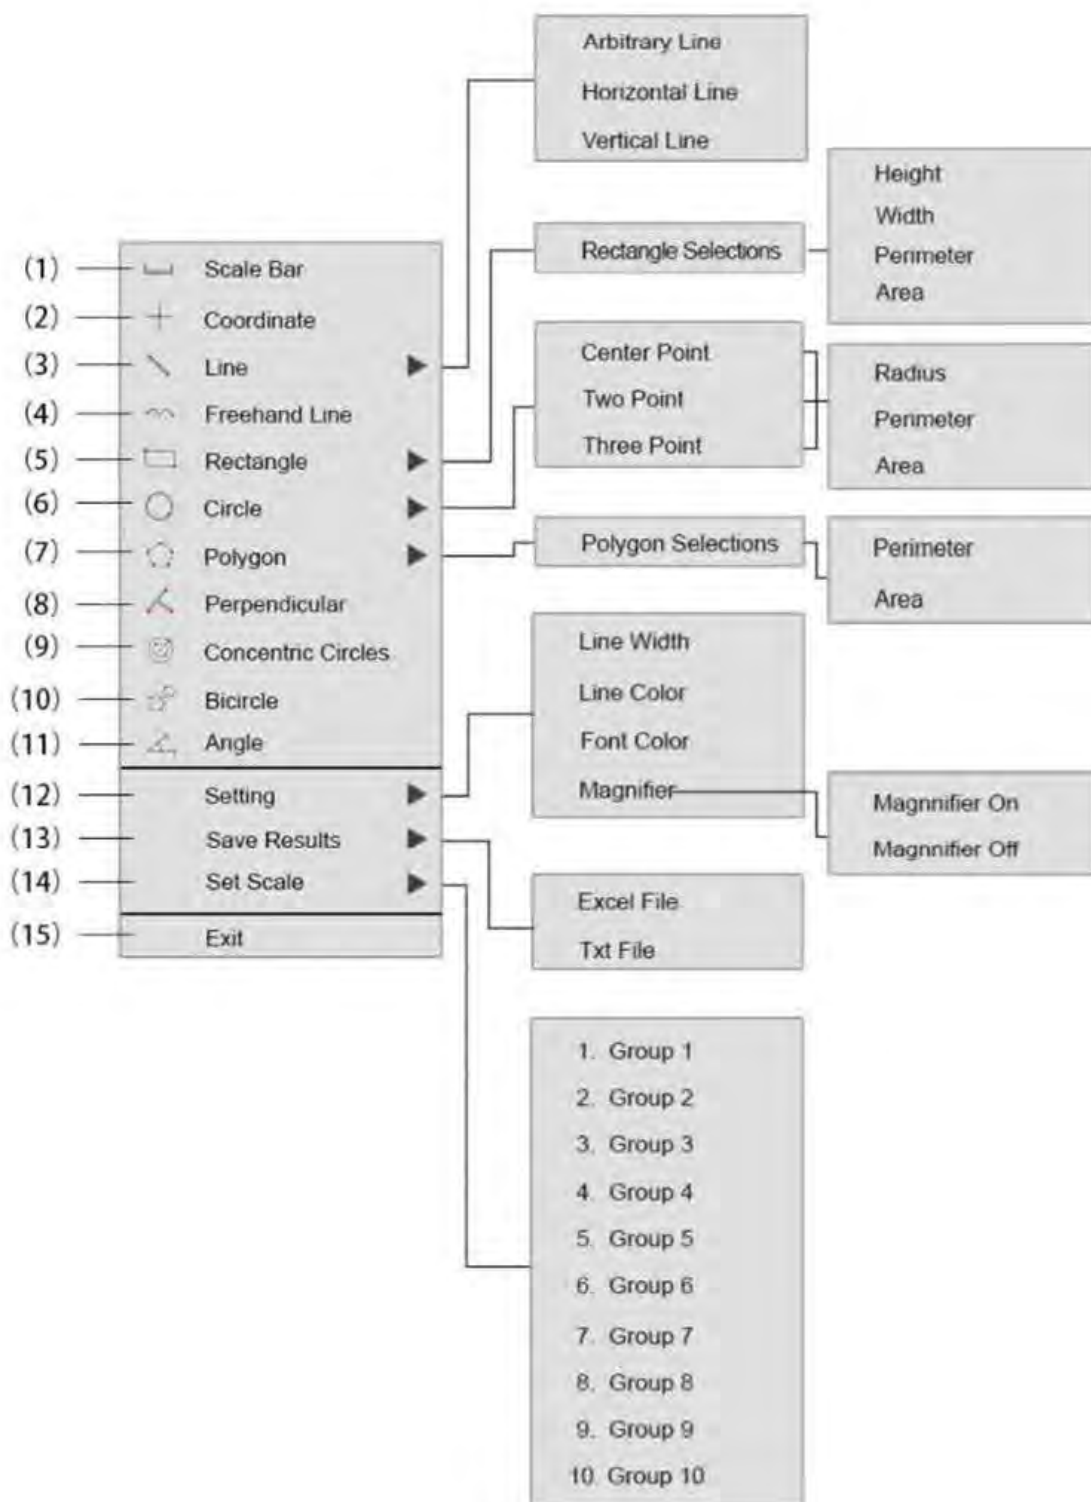 (1) Scale Bar
(2) Coordinate
(3) Line
(4) Freehand Line
(5) Rectangle
(6) Circle
(7) Polygon
(8) Perpendicular
(9) Concentric Circles
(10) Bicircle
(11) Angle
(12) Setting
(13) Save Results
(14) Set Scale
(15) Exit
Arbitrary Line
Horizontal Line
Vertical Line
Rectangle Selections
Height
Width
Perimeter
Area
Center Point
Two Point
Three Point
Radius
Perimeter
Area
Polygon Selections
Perimeter
Area
Line Width
Line Color
Font Color
Magnifier
Magnnifier On
Magnnifier Off
Excel File
Txt File
1. Group 1
2. Group 2
3. Group 3
4. Group 4
5. Group 5
6. Group 6
7. Group 7
8. Group 8
9. Group 9
10. Group 10